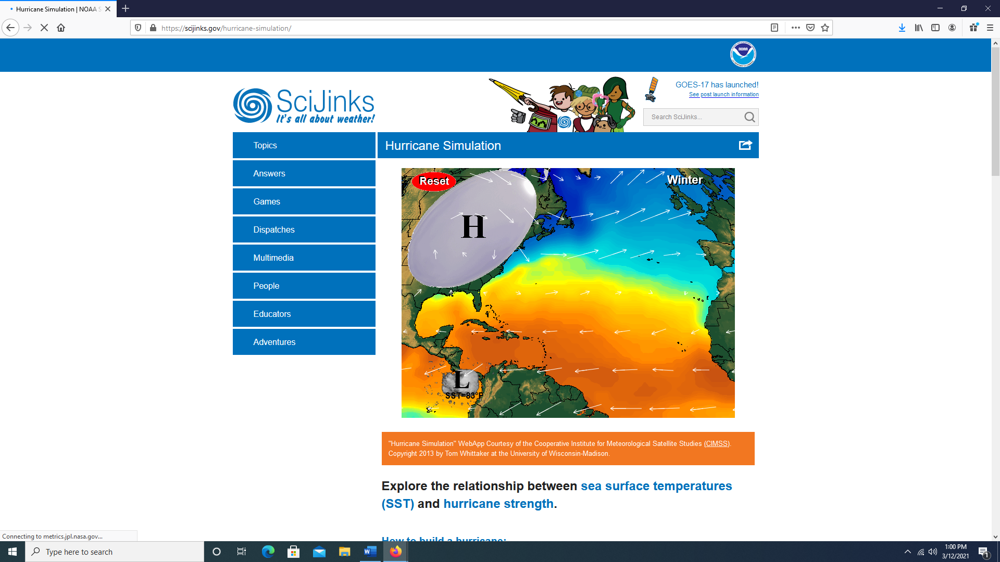 Hurricane Simulation | NOAA S
https://scijinks.gov/hurricane-simulation/
NOAA
SciJinks
It's all about weather!
GOES-17 has launched!
See post launch information
Search SciJinks...
Topics
Answers
Games
Dispatches
Multimedia
People
Educators
Adventures
Hurricane Simulation
Reset
Winter
H
L
SST=83°F
"Hurricane Simulation" WebApp Courtesy of the Cooperative Institute for Meteorological Satellite Studies (CIMSS).
Copyright 2013 by Tom Whittaker at the University of Wisconsin-Madison.
Explore the relationship between sea surface temperatures
(SST) and hurricane strength.
How to build a hurricane:
Connecting to metrics.jpl.nasa.gov...
Type here to search
W
1:00 PM
3/12/2021
1